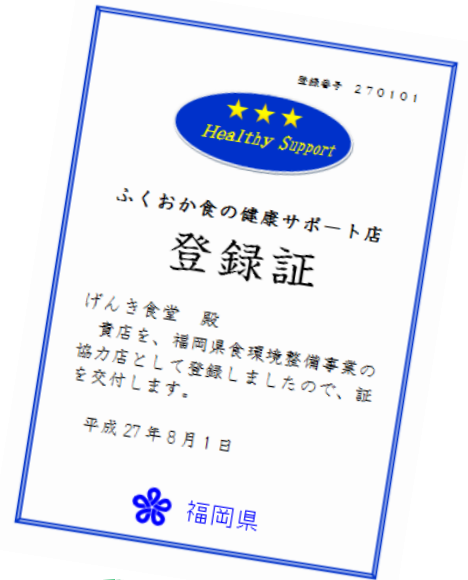 登録番号 270101
★★★
Healthy Support
ふくおか食の健康サポート店
登録証
げんき食堂 殿
貴店を、福岡県食環境整備事業の
協力店として登録しましたので、証
を交付します。
平成27年8月1日
福岡県